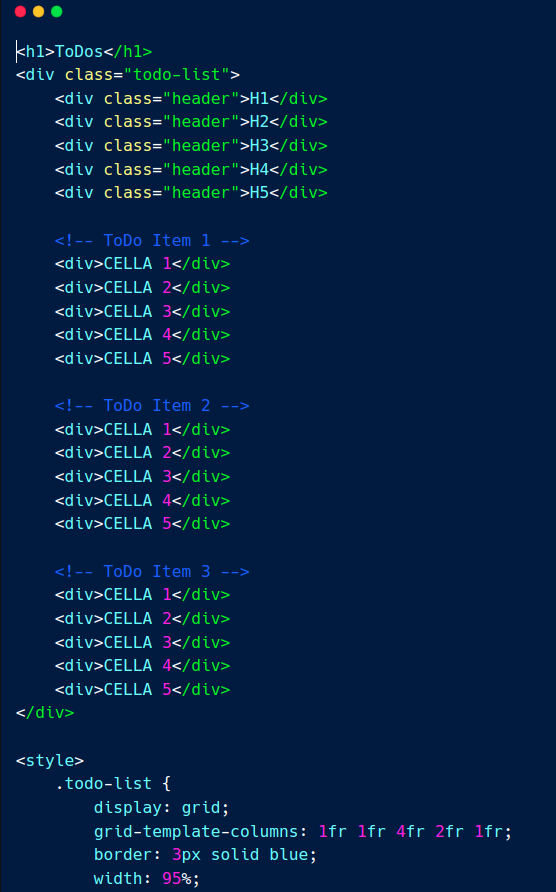 <h1>ToDos</h1>
<div class="todo-list">
    <div class="header">H1</div>
    <div class="header">H2</div>
    <div class="header">H3</div>
    <div class="header">H4</div>
    <div class="header">H5</div>

    <!-- ToDo Item 1 -->
    <div>CELLA 1</div>
    <div>CELLA 2</div>
    <div>CELLA 3</div>
    <div>CELLA 4</div>
    <div>CELLA 5</div>

    <!-- ToDo Item 2 -->
    <div>CELLA 1</div>
    <div>CELLA 2</div>
    <div>CELLA 3</div>
    <div>CELLA 4</div>
    <div>CELLA 5</div>

    <!-- ToDo Item 3 -->
    <div>CELLA 1</div>
    <div>CELLA 2</div>
    <div>CELLA 3</div>
    <div>CELLA 4</div>
    <div>CELLA 5</div>
</div>

<style>
    .todo-list {
        display: grid;
        grid-template-columns: 1fr 1fr 4fr 2fr 1fr;
        border: 3px solid blue;
        width: 95%;